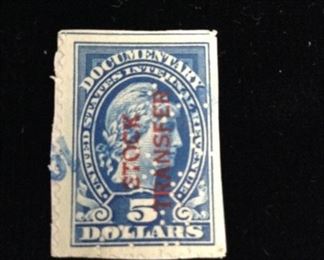 DOCUMENTARY
UNITED STATES INTERNAL REVENUE
STOCK
TRANSFER
5
DOLLARS